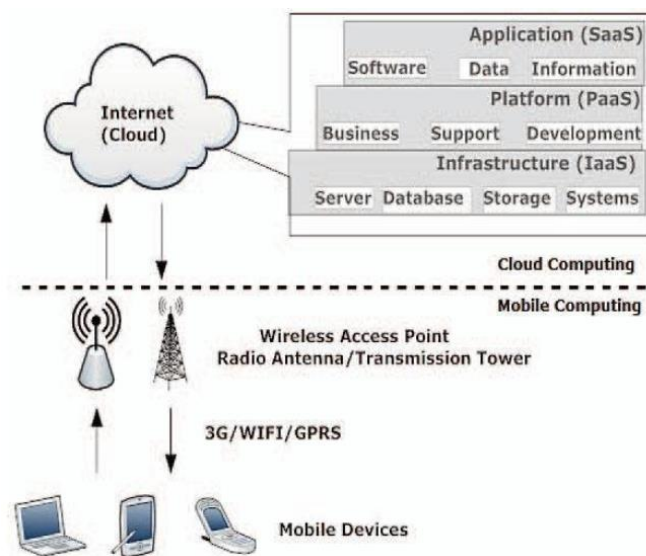 Application (SaaS)
Software Data Information
Platform (PaaS)
Business Support Development
Infrastructure (IaaS)
Server Database Storage Systems
Internet
(Cloud)
Cloud Computing
Mobile Computing
Wireless Access Point
Radio Antenna/Transmission Tower
3G/WIFI/GPRS
Mobile Devices